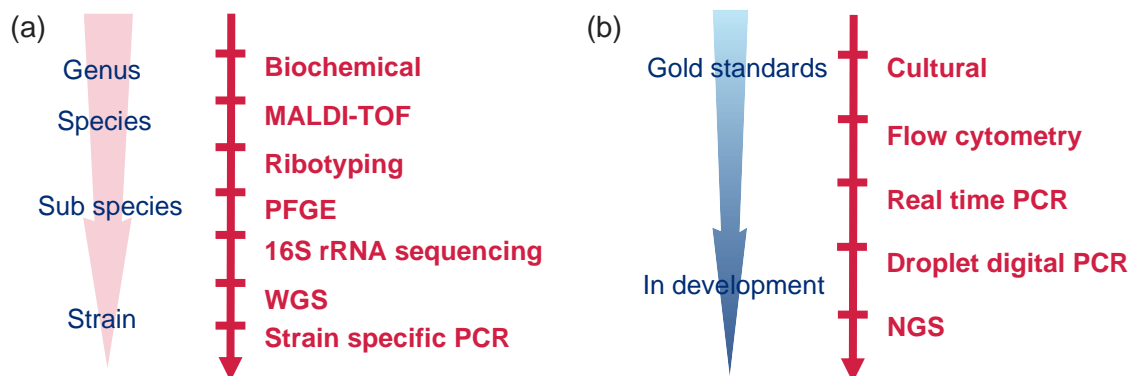 (a)
Genus
Species
Sub species
Strain
Biochemical
MALDI-TOF
Ribotyping
PFGE
16S rRNA sequencing
WGS
Strain specific PCR
(b)
Gold standards
In development
Cultural
Flow cytometry
Real time PCR
Droplet digital PCR
NGS